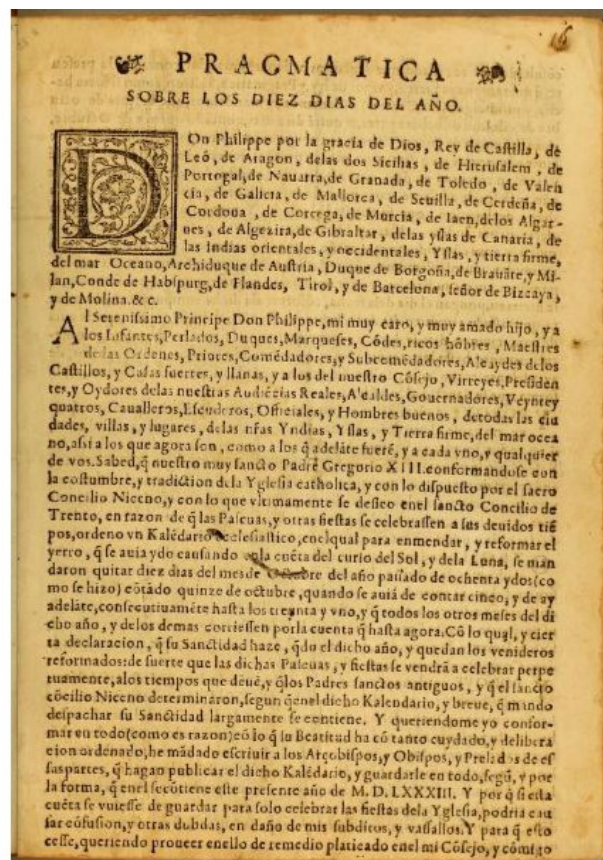 16
PRAGMATICA
SOBRE LOS DIEZ DIAS DEL AÑO.
DOn Philippe por la gracia de Dios, Rey de Castilla, de
Leõ, de Aragon, delas dos Sicilias, de Hierusalem, de
Portogal, de Nauarra, de Granada, de Toledo, de Valen
cia, de Galicia, de Mallorca, de Seuilla, de Cerdeña, de
Cordoua, de Corcega, de Murcia, de Iaen, delos Algar-
ues, de Algezira, de Gibraltar, delas yslas de Canaria, de
las Indias orientales, y occidentales, Yslas, y tierra firme,
del mar Oceano, Archiduque de Austria, Duque de Borgoña, de Brauãte, y Mi-
lan, Conde de Habspurg, de Flandes, Tirol, y de Barcelona, señor de Bizcaya,
y de Molina. &c.
Al Serenissimo Principe Don Philippe, mi muy caro, y muy amado hijo, y a
los Infantes, Perlados, Duques, Marqueses, Cõdes, ricos hõbres, Maestres
de las Ordenes, Priores, Comẽdadores, y Subcomẽdadores, Alcaydes delos
Castillos, y Casas fuertes, y llanas, y a los del nuestro Cõsejo, Virreyes, Presiden
tes, y Oydores delas nuestras Audiẽcias Reales, Alcaldes, Gouernadores, Veyntey
quatros, Caualleros, Escuderos, Officiales, y Hombres buenos, de todas las ciu
dades, villas, y lugares, delas nr̃as Yndias, Yslas, y Tierra firme, del mar ocea
no, assi a los que agora son, como a los q̃ adelãte fuerẽ, y a cada vno, y qualquier
de vos. Sabed, q̃ nuestro muy sancto Padre Gregorio XIII. conformandose con
la costumbre, y tradition dela Yglesia catholica, y con lo dispuesto por el sacro
Concilio Niceno, y con lo que vltimamente se desseo enel sancto Concilio de
Trento, en razon de q̃ las Pascuas, y otras fiestas se celebrassen a sus deuidos tiẽ
pos, ordeno vn Kalẽdario ecclesiastico, enel qual para enmendar, y reformar el
yerro, q̃ se auia ydo causando enla cuẽta del curso del Sol, y dela Luna, se man
daron quitar diez dias del mes de Octubre del año passado de ochenta y dos (co
mo se hizo) cõtãdo quinze de octubre, quando se auiã de contar cinco, y de ay
adelãte, consecutiuamẽte hasta los treynta y vno, y q̃ todos los otros meses del di
cho año, y delos demas corriessen por la cuenta q̃ hasta agora. Cõ lo qual, y cier
ta declaracion, q̃ su Sanctidad haze, q̃do el dicho año, y quedan los venideros
reformados: de suerte que las dichas Pascuas, y fiestas se vendrã a celebrar perpe
tuamente, a los tiempos que deuẽ, y q̃ los Padres sanctos antiguos, y q̃ el sancto
cõcilio Niceno determinaron, segun q̃ enel dicho Kalendario, y breue, q̃ mando
despachar su Sanctidad largamente se contiene. Y queriendome yo confor-
mar en todo (como es razon) cõ lo q̃ su Beatitud ha cõ tanto cuydado, y delibera
cion ordenado, he mãdado escriuir a los Arçobispos, y Obispos, y Prelados de es
sas partes, q̃ hagan publicar el dicho Kalẽdario, y guardarle en todo, segũ, y por
la forma, q̃ enel se cõtiene este presente año de M. D. LXXXIII. Y por q̃ si esta
cuẽta se vuiesse de guardar para solo celebrar las fiestas dela Yglesia, podria cau
sar cõfusion, y otras dubdas, en daño de mis subditos, y vassallos. Y para q̃ esto
cesse, queriendo proueer en ello de remedio platicado enel mi Cõsejo, y cõmigo